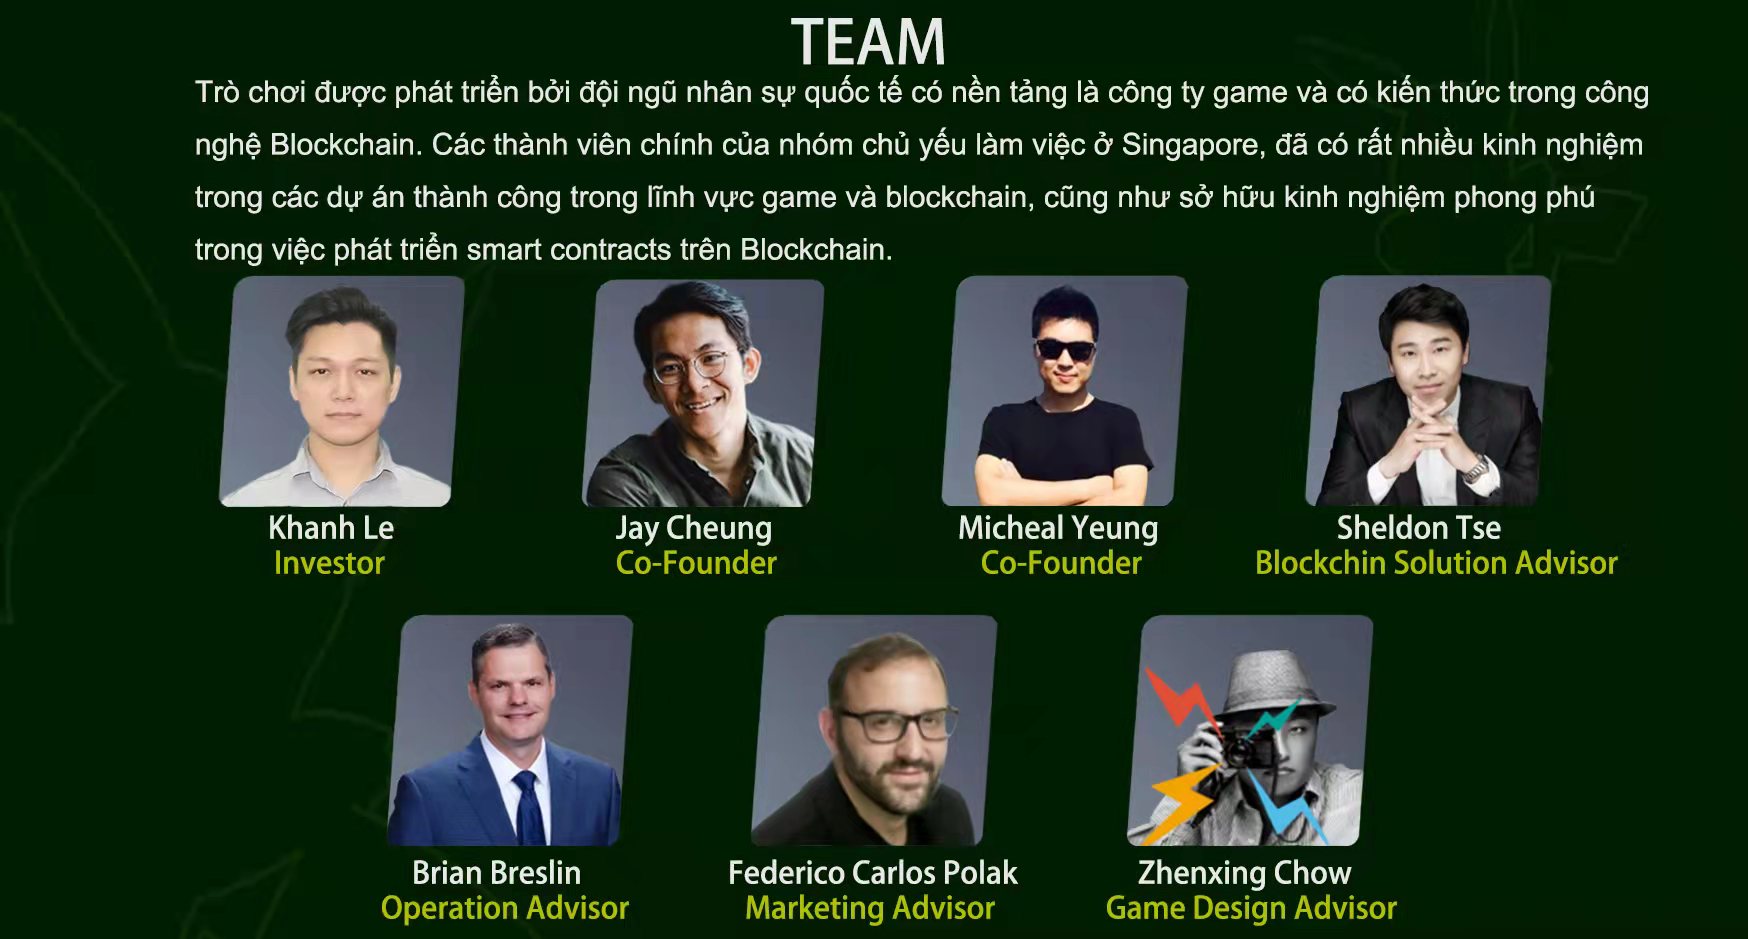 TEAM
Trò chơi được phát triển bởi đội ngũ nhân sự quốc tế có nền tảng là công ty game và có kiến thức trong công
nghệ Blockchain. Các thành viên chính của nhóm chủ yếu làm việc ở Singapore, đã có rất nhiều kinh nghiệm
trong các dự án thành công trong lĩnh vực game và blockchain, cũng như sở hữu kinh nghiệm phong phú
trong việc phát triển smart contracts trên Blockchain.
Khanh Le
Investor
Jay Cheung
Co-Founder
Micheal Yeung
Co-Founder
Sheldon Tse
Blockchin Solution Advisor
Brian Breslin
Operation Advisor
Federico Carlos Polak
Marketing Advisor
Zhenxing Chow
Game Design Advisor